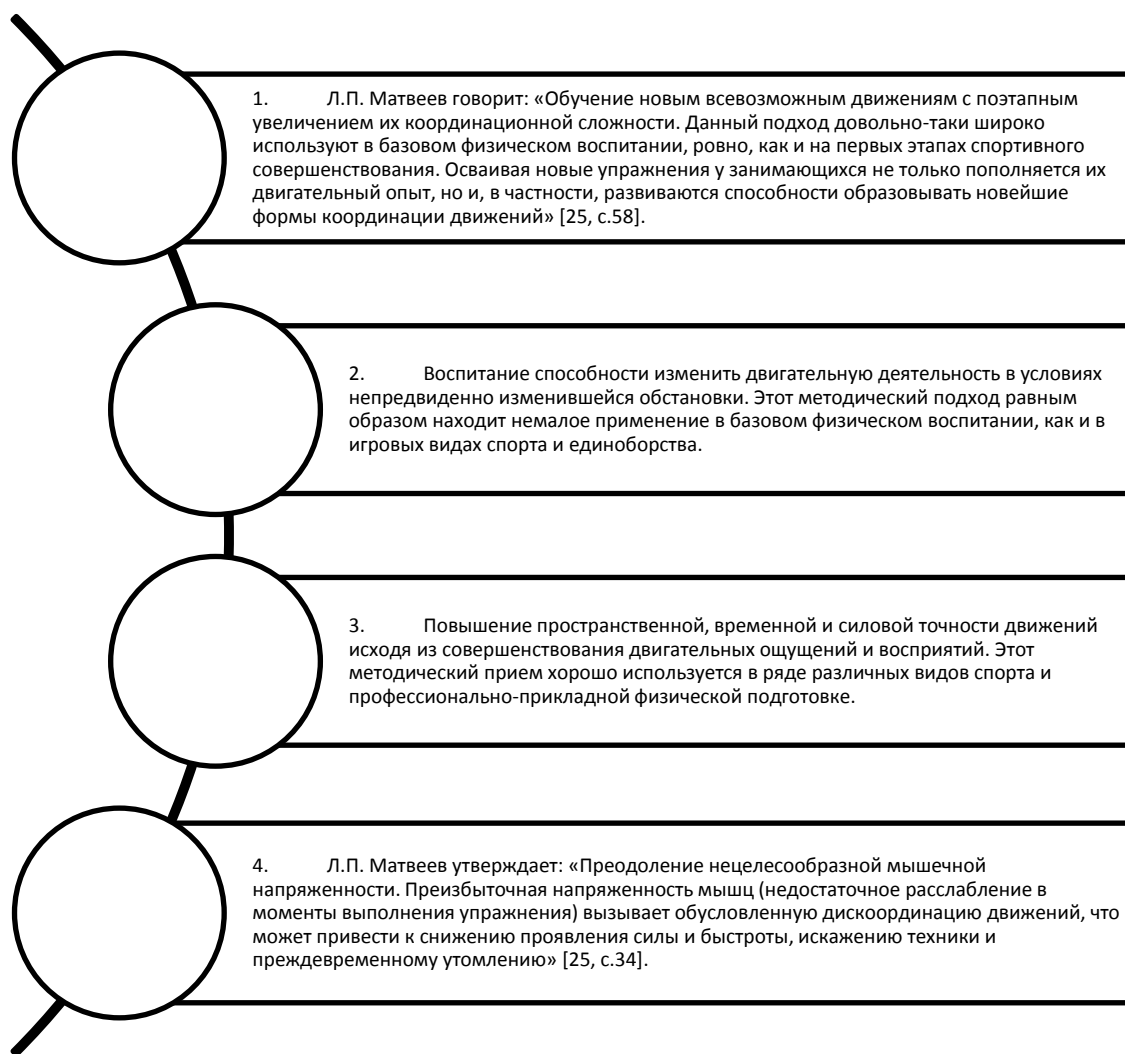 1. Л.П. Матвеев говорит: «Обучение новым всевозможным движениям с поэтапным
увеличением их координационной сложности. Данный подход довольно-таки широко
используют в базовом физическом воспитании, ровно, как и на первых этапах спортивного
совершенствования. Осваивая новые упражнения у занимающихся не только пополняется их
двигательный опыт, но и, в частности, развиваются способности образовывать новейшие
формы координации движений» [25, с.58].
2. Воспитание способности изменить двигательную деятельность в условиях
непредвиденно изменившейся обстановки. Этот методический подход равным
образом находит немалое применение в базовом физическом воспитании, как и в
игровых видах спорта и единоборства.
3. Повышение пространственной, временной и силовой точности движений
исходя из совершенствования двигательных ощущений и восприятий. Этот
методический прием хорошо используется в ряде различных видов спорта и
профессионально-прикладной физической подготовке.
4. Л.П. Матвеев утверждает: «Преодоление нецелесообразной мышечной
напряженности. Преизбыточная напряженность мышц (недостаточное расслабление в
моменты выполнения упражнения) вызывает обусловленную дискоординацию движений, что
может привести к снижению проявления силы и быстроты, искажению техники и
преждевременному утомлению» [25, с.34].